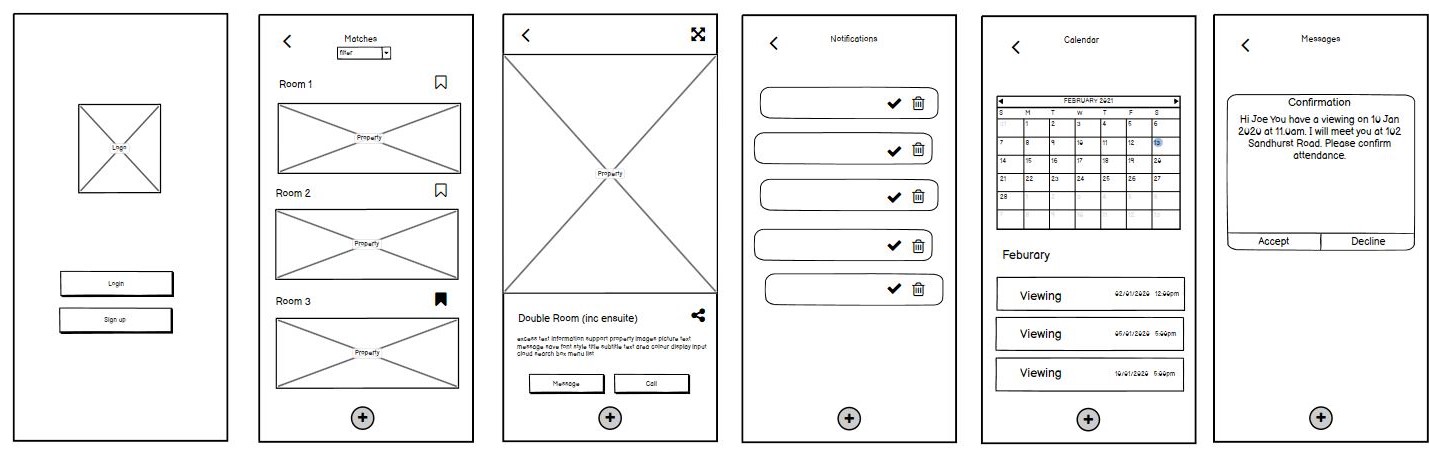 Logo
Login
Sign up
Matches
filter
Room 1
Property
Room 2
Property
Room 3
Property
Property
Double Room (inc ensuite)
excess text information support property images picture text
message save font style title subtitle text area colour display input
cloud search box menu list
Message
Call
Notifications
Calendar
FEBRUARY 2021
S M T W T F S
31 1 2 3 4 5 6
7 8 9 10 11 12 13
14 15 16 17 18 19 20
21 22 23 24 25 26 27
28 1 2 3 4 5 6
7 8 9 10 11 12 13
Feburary
Viewing 02/01/2020 12:00pm
Viewing 05/01/2020 5:00pm
Viewing 10/01/2020 5:00pm
Messages
Confirmation
Hi Joe You have a viewing on 10 Jan
2020 at 11.0am. I will meet you at 102
Sandhurst Road. Please confirm
attendance.
Accept
Decline